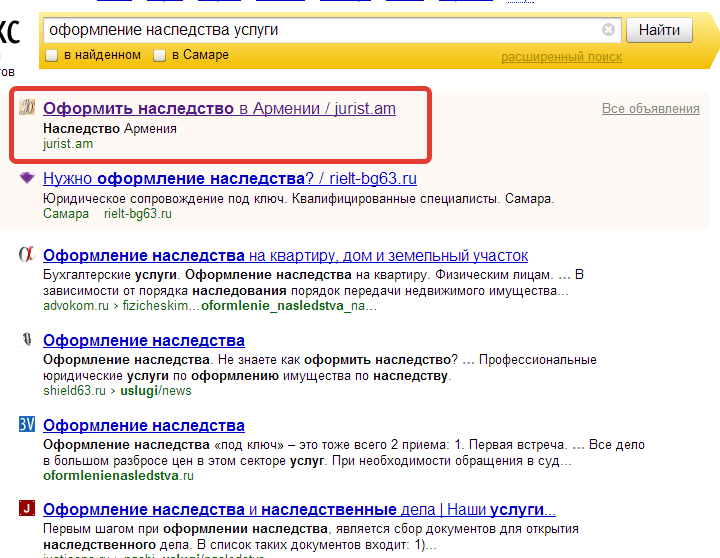 кс
тов
оформление наследства услуги
Найти
в найденном в Самаре расширенный поиск
Оформить наследство в Армении / jurist.am Все объявления
Наследство Армения
jurist.am
Нужно оформление наследства? / rielt-bg63.ru
Юридическое сопровождение под ключ. Квалифицированные специалисты. Самара.
Самара rielt-bg63.ru
Оформление наследства на квартиру, дом и земельный участок
Бухгалтерские услуги. Оформление наследства на квартиру. Физическим лицам. ... В
зависимости от порядка наследования порядок передачи недвижимого имущества...
advokom.ru › fizicheskim...oformlenie_nasledstva_na...
Оформление наследства
Оформление наследства. Не знаете как оформить наследство? ... Профессиональные
юридические услуги по оформлению имущества по наследству.
shield63.ru › uslugi/news
3V Оформление наследства
Оформление наследства «под ключ» – это тоже всего 2 приема: 1. Первая встреча. ... Все дело
в большом разбросе цен в этом секторе услуг. При необходимости обращения в суд...
oformlenienasledstva.ru
J Оформление наследства и наследственные дела | Наши услуги...
Первым шагом при оформлении наследства, является сбор документов для открытия
наследственного дела. В список таких документов входит: 1)...